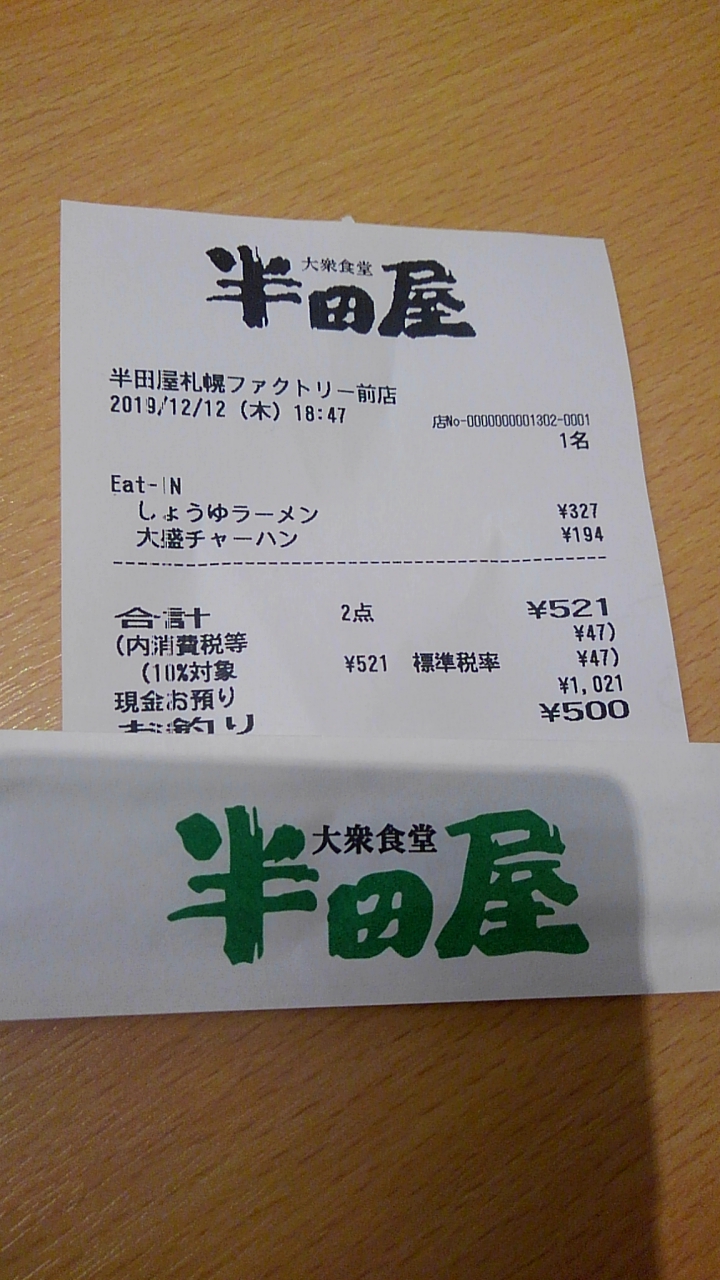 大衆食堂
半田屋
半田屋札幌ファクトリー前店
2019/12/12 (木) 18:47
店No-0000000001302-0001
1名
Eat-IN
しょうゆラーメン ¥327
大盛チャーハン ¥194
合計 2点 ¥521
(内消費税等 ¥47)
(10%対象 ¥521 標準税率 ¥47)
現金お預り ¥1,021
お釣り ¥500
大衆食堂
半田屋